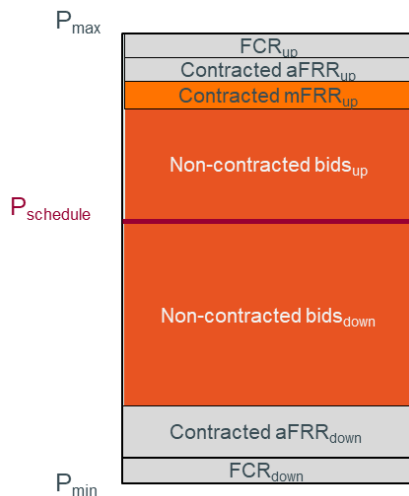 Pmax
FCRup
Contracted aFRRup
Contracted mFRRup
Non-contracted bidsup
Pschedule
Non-contracted bidsdown
Contracted aFRRdown
FCRdown
Pmin